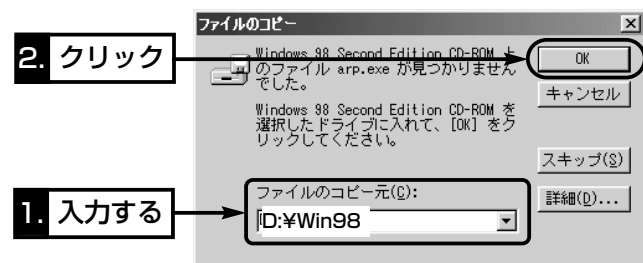 ファイルのコピー
2. クリック
Windows 98 Second Edition CD-ROM 上
のファイル arp.exe が見つかりません
でした。
Windows 98 Second Edition CD-ROM を
選択したドライブに入れて、[OK] をク
リックしてください。
OK
キャンセル
スキップ(S)
詳細(D)...
1. 入力する
ファイルのコピー元(C):
D:¥Win98